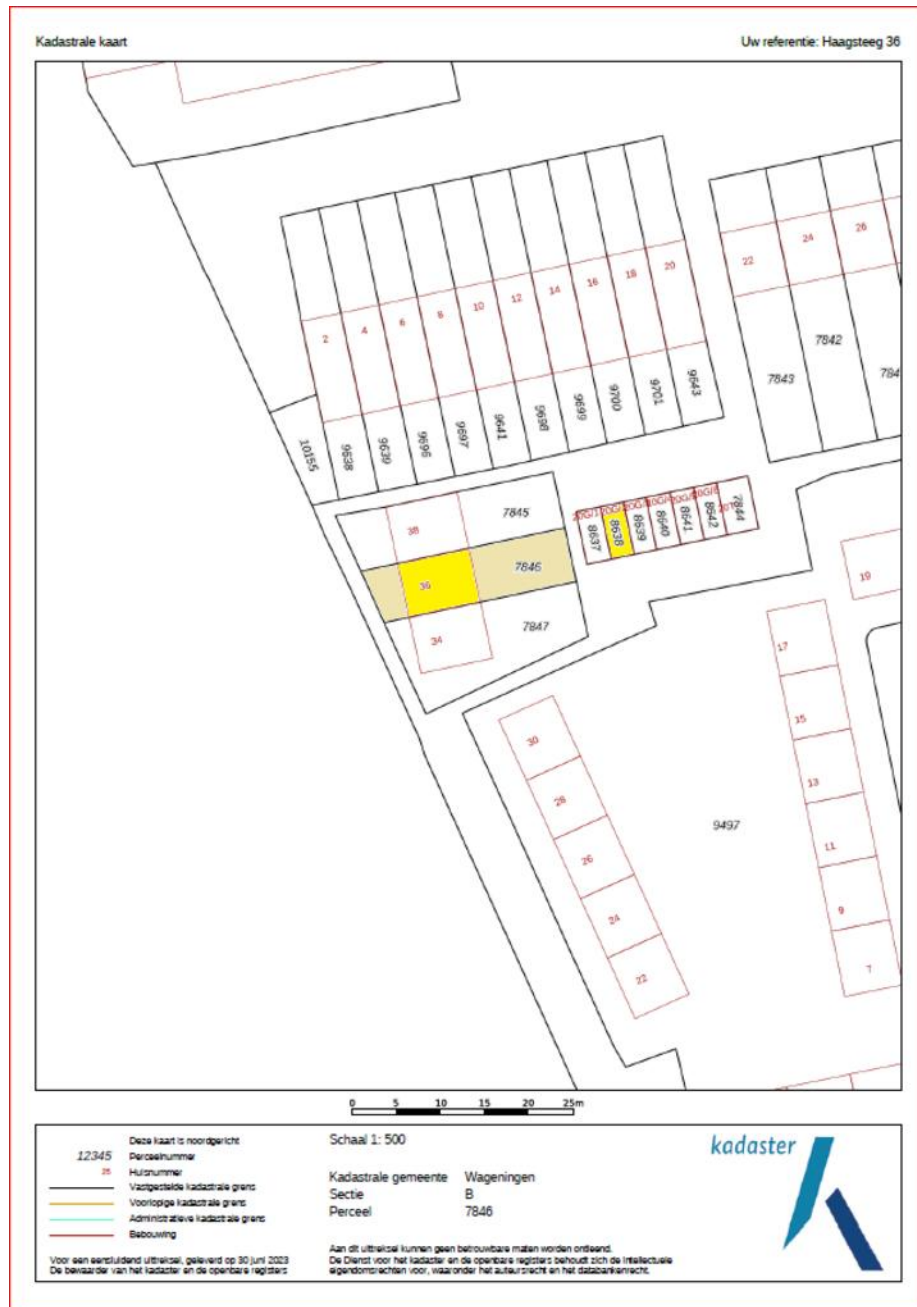 Kadastrale kaart
Uw referentie: Haagsteeg 36
2
4
6
8
10
12
14
16
18
20
22
24
26
10155
9638
9639
9696
9697
9641
9698
9699
9700
9701
9643
7843
7842
784
38
7845
36
7846
34
7847
8637
8638
8639
8640
8641
8642
7844
19
17
15
13
11
9
7
30
28
26
24
22
9497
0 5 10 15 20 25m
Deze kaart is noordgericht
12345 Perceelnummer
25 Huisnummer
Vastgestelde kadastrale grens
Voorlopige kadastrale grens
Administratieve kadastrale grens
Bebouwing
Voor een eensluidend uittreksel, geleverd op 30 juni 2023
De bewaarder van het kadaster en de openbare registers
Schaal 1: 500
Kadastrale gemeente Wageningen
Sectie B
Perceel 7846
Aan dit uittreksel kunnen geen betrouwbare maten worden ontleend.
De Dienst voor het kadaster en de openbare registers behoudt zich de intellectuele
eigendomsrechten voor, waaronder het auteursrecht en het databankenrecht.
kadaster